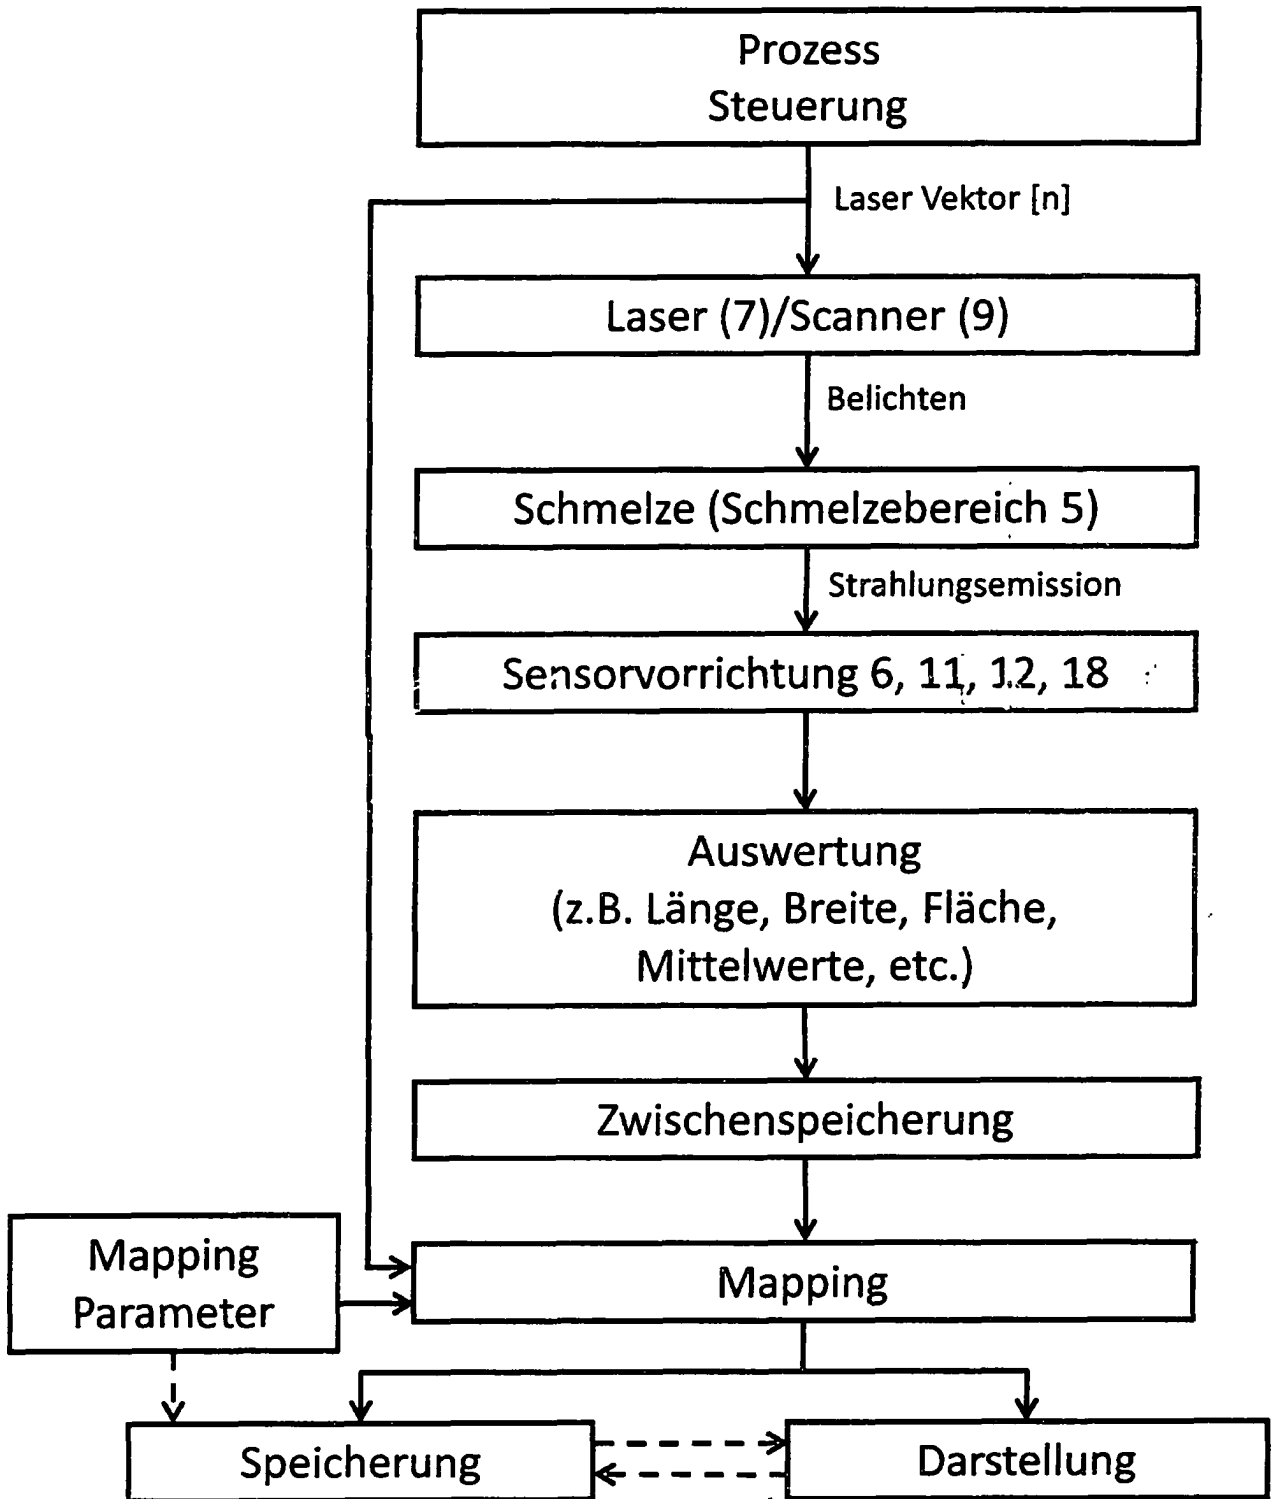 Prozess
Steuerung
Laser Vektor [n]
Laser (7)/Scanner (9)
Belichten
Schmelze (Schmelzebereich 5)
Strahlungsemission
Sensorvorrichtung 6, 11, 12, 18
Auswertung
(z.B. Länge, Breite, Fläche,
Mittelwerte, etc.)
Zwischenspeicherung
Mapping
Parameter
Mapping
Speicherung
Darstellung